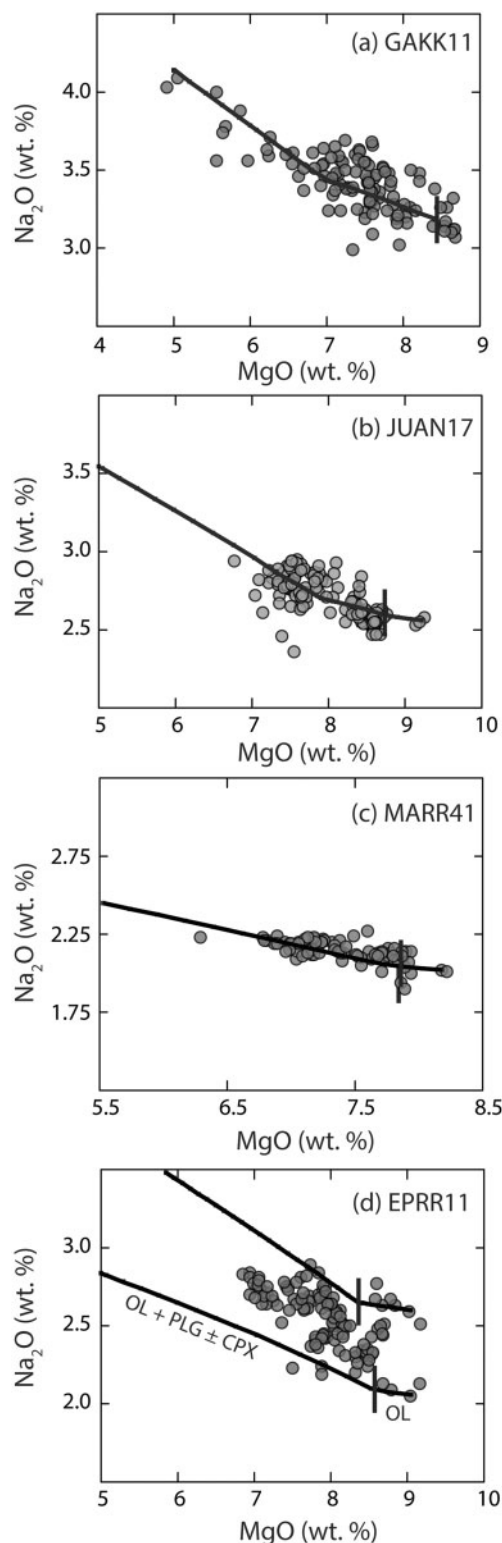 (a) GAKK11
4.0
3.5
3.0
Na₂O (wt. %)
4 5 6 7 8 9
MgO (wt. %)
(b) JUAN17
3.5
3.0
2.5
Na₂O (wt. %)
5 6 7 8 9 10
MgO (wt. %)
(c) MARR41
2.75
2.25
1.75
Na₂O (wt. %)
5.5 6.5 7.5 8.5
MgO (wt. %)
(d) EPRR11
3.0
2.5
2.0
Na₂O (wt. %)
OL + PLG ± CPX
OL
5 6 7 8 9 10
MgO (wt. %)